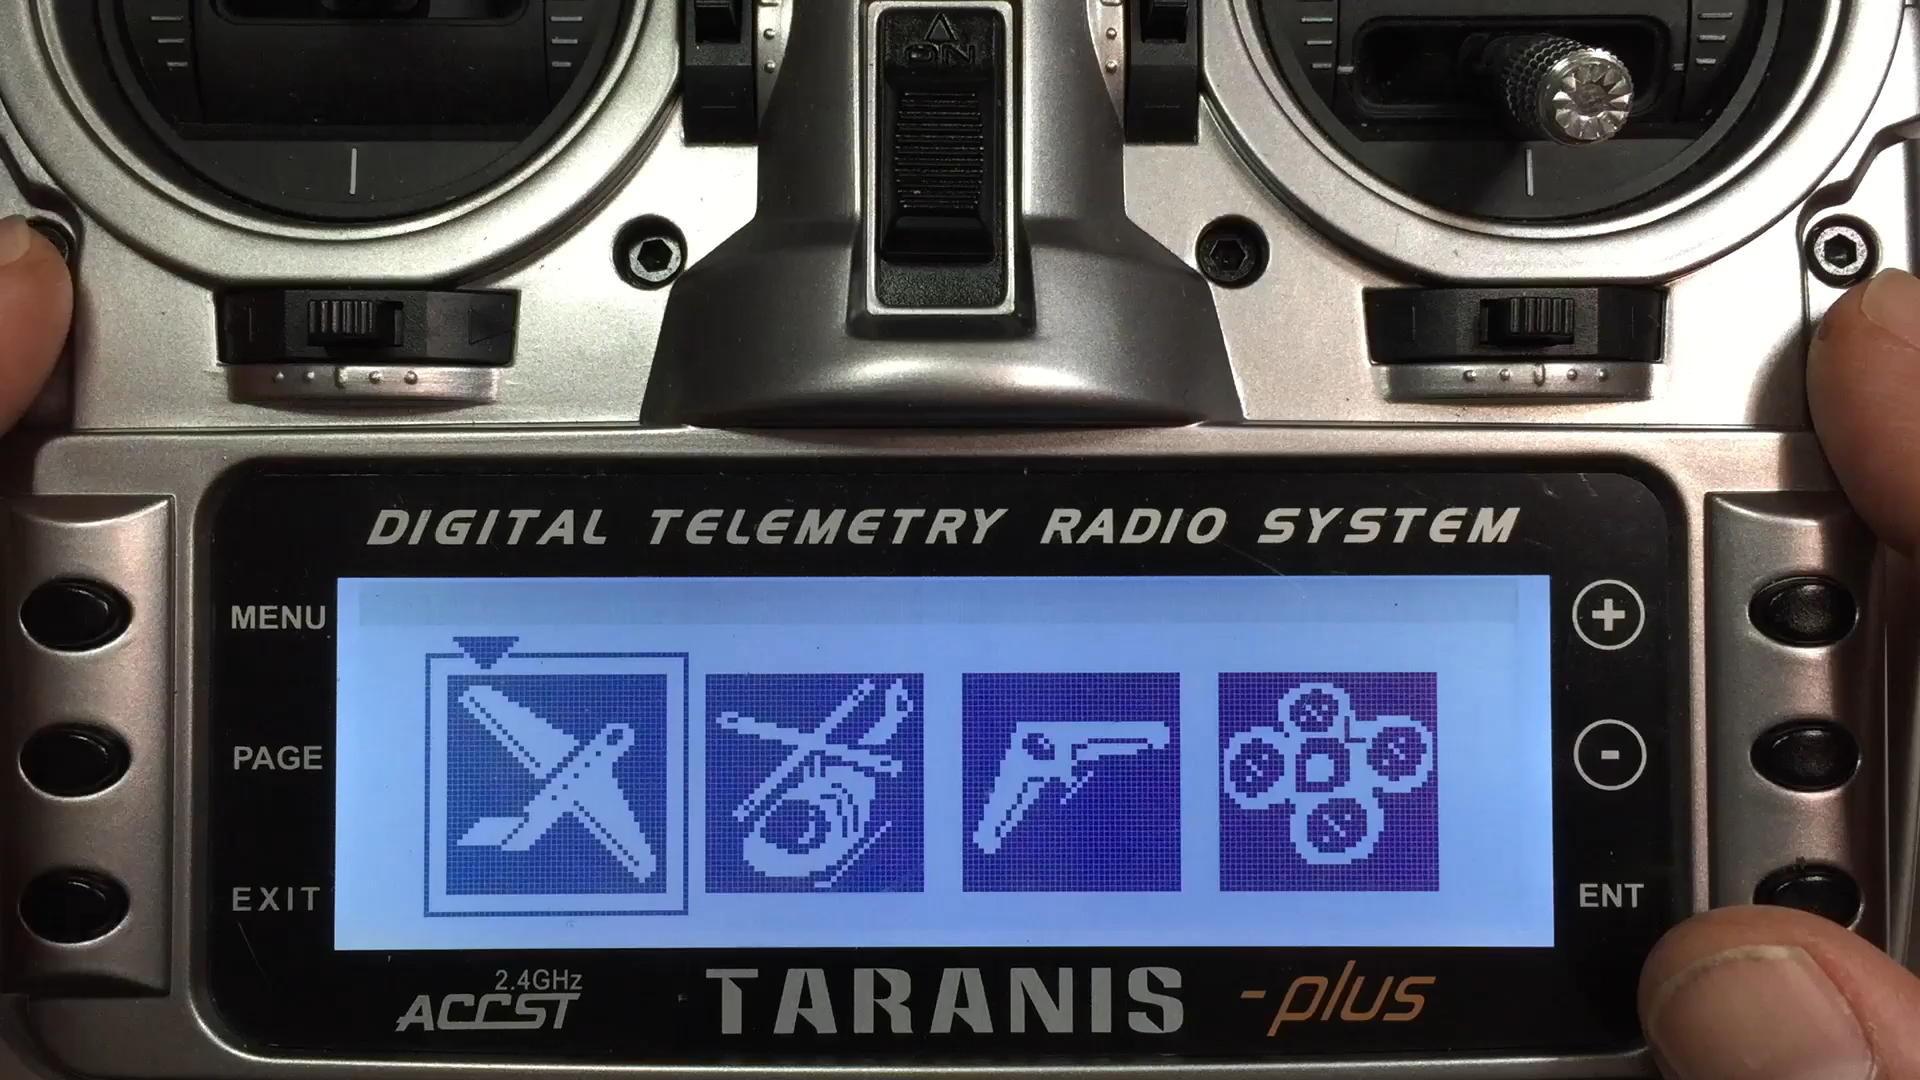 ON
DIGITAL TELEMETRY RADIO SYSTEM
MENU
+
PAGE
-
EXIT
ENT
2.4GHz
ACCST
TARANIS -plus